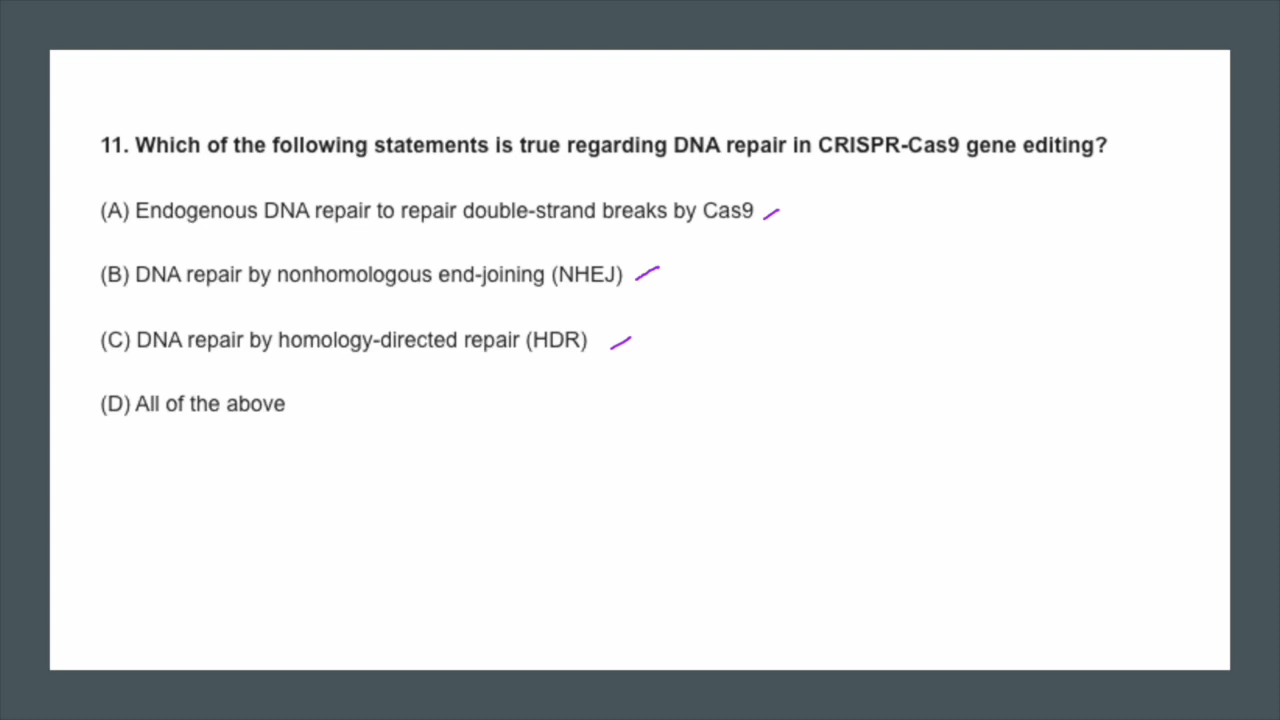 11. Which of the following statements is true regarding DNA repair in CRISPR-Cas9 gene editing?
(A) Endogenous DNA repair to repair double-strand breaks by Cas9
(B) DNA repair by nonhomologous end-joining (NHEJ)
(C) DNA repair by homology-directed repair (HDR)
(D) All of the above